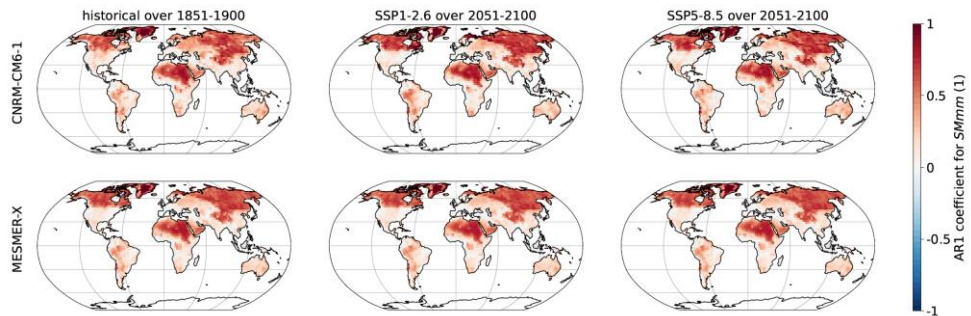 historical over 1851-1900
SSP1-2.6 over 2051-2100
SSP5-8.5 over 2051-2100
CNRM-CM6-1
MESMER-X
1
0.5
0
-0.5
-1
AR1 coefficient for SMmm (1)